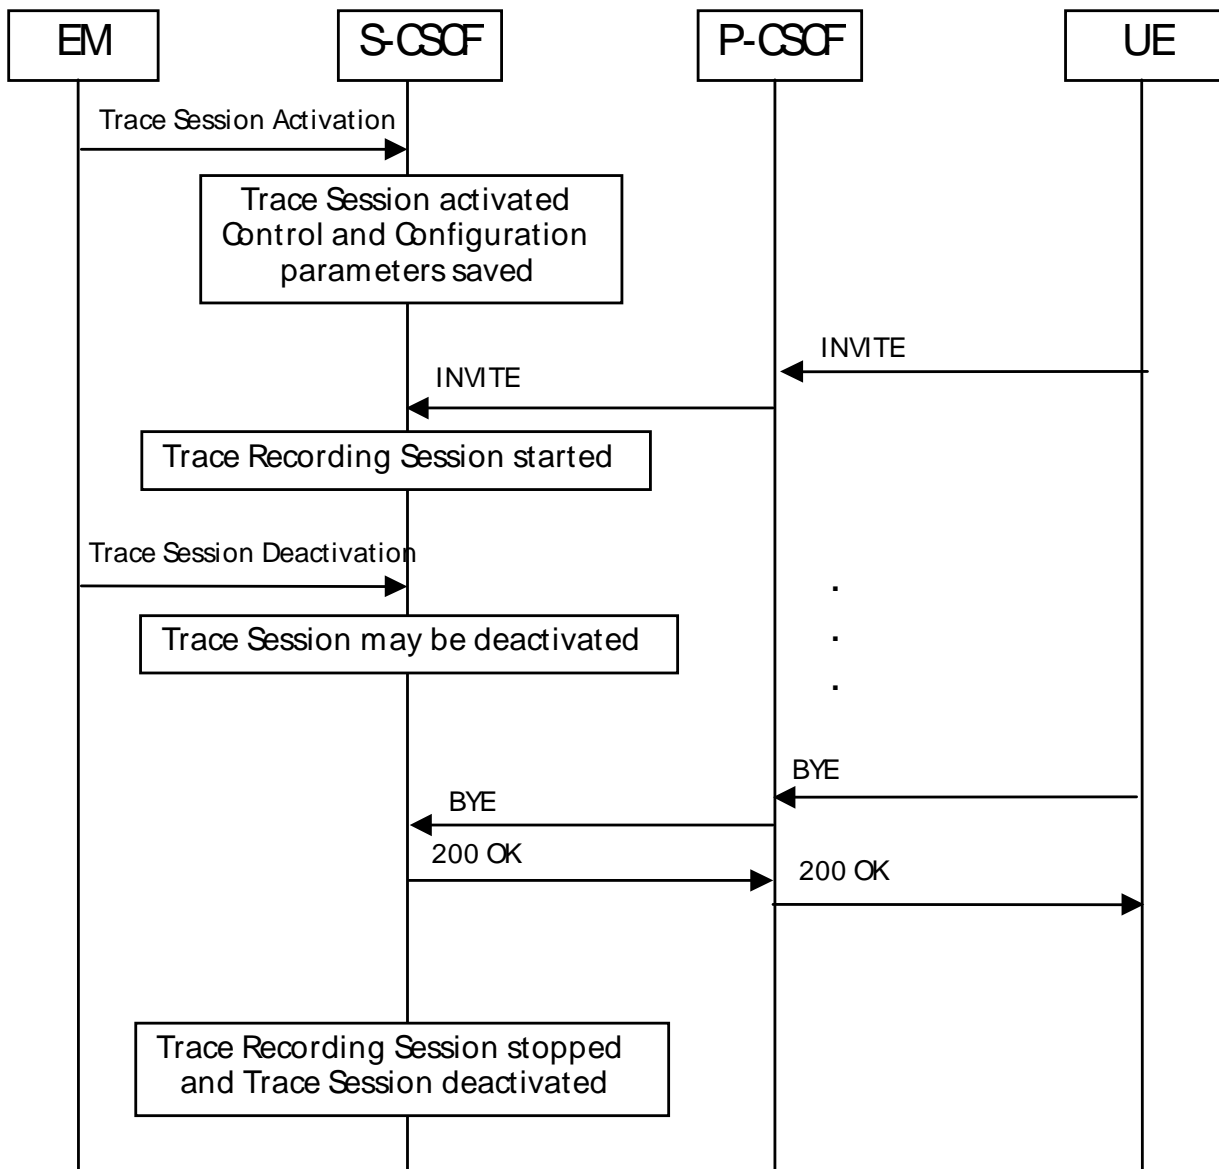 EM
S-CSCF
P-CSCF
UE
Trace Session Activation
Trace Session activated
Control and Configuration
parameters saved
INVITE
INVITE
Trace Recording Session started
Trace Session Deactivation
.
Trace Session may be deactivated
.
.
BYE
BYE
200 OK
200 OK
Trace Recording Session stopped
and Trace Session deactivated